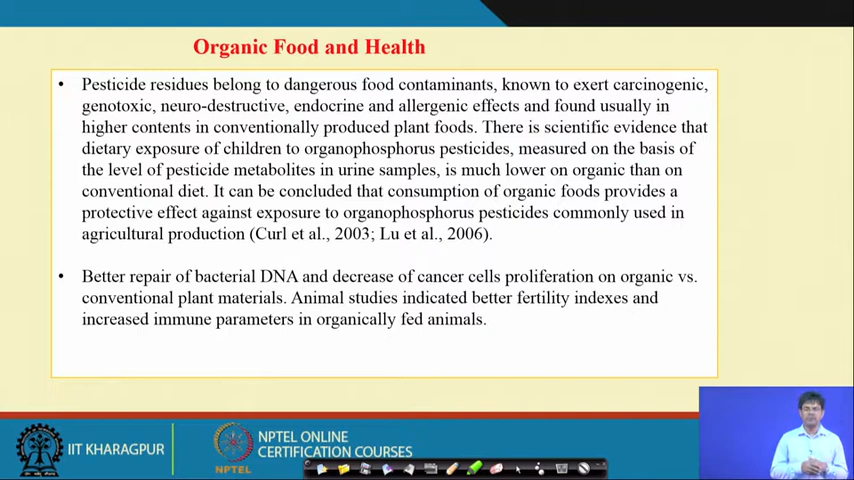 Organic Food and Health
• Pesticide residues belong to dangerous food contaminants, known to exert carcinogenic,
genotoxic, neuro-destructive, endocrine and allergenic effects and found usually in
higher contents in conventionally produced plant foods. There is scientific evidence that
dietary exposure of children to organophosphorus pesticides, measured on the basis of
the level of pesticide metabolites in urine samples, is much lower on organic than on
conventional diet. It can be concluded that consumption of organic foods provides a
protective effect against exposure to organophosphorus pesticides commonly used in
agricultural production (Curl et al., 2003; Lu et al., 2006).
• Better repair of bacterial DNA and decrease of cancer cells proliferation on organic vs.
conventional plant materials. Animal studies indicated better fertility indexes and
increased immune parameters in organically fed animals.
IIT KHARAGPUR
NPTEL
NPTEL ONLINE
CERTIFICATION COURSES